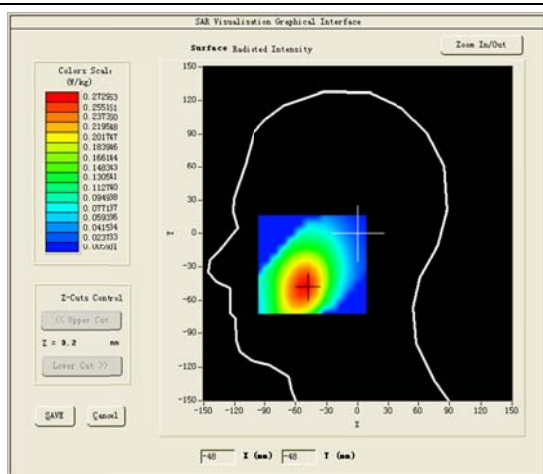 SAR Visualisation Graphical Interface
Surface Radiated Intensity
Zoom In/Out
Colors Scale
(W/kg)
0.272953
0.255151
0.237350
0.219548
0.201747
0.183946
0.166144
0.148343
0.130541
0.112740
0.094938
0.077137
0.059336
0.041534
0.023733
0.005931
Z-Cuts Control
<< Upper Cut
Z = 0.2 mm
Lower Cut >>
SAVE
Cancel
150
120
90
60
30
0
-30
-60
-90
-120
-150
Y
-150 -120 -90 -60 -30 0 30 60 90 120 150
X
-48 X (mm) -48 Y (mm)